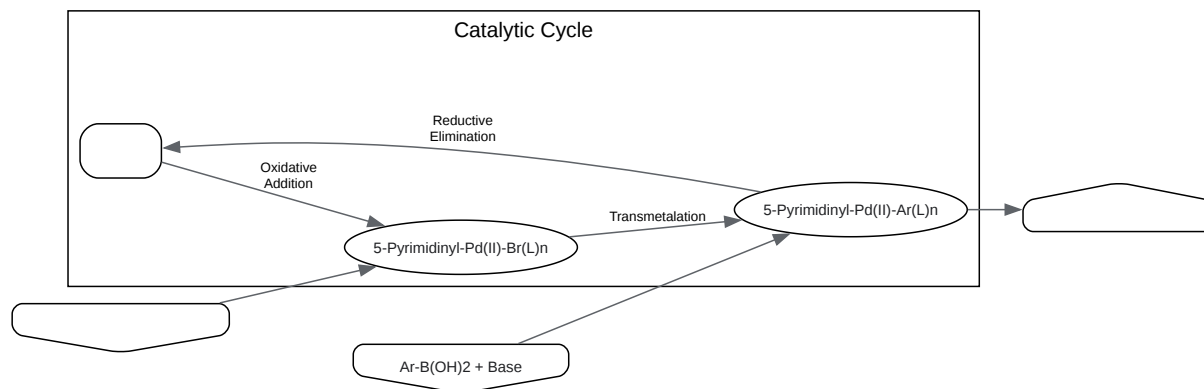 Catalytic Cycle
Reductive
Elimination
Oxidative
Addition
Transmetalation
5-Pyrimidinyl-Pd(II)-Ar(L)n
5-Pyrimidinyl-Pd(II)-Br(L)n
Ar-B(OH)2 + Base